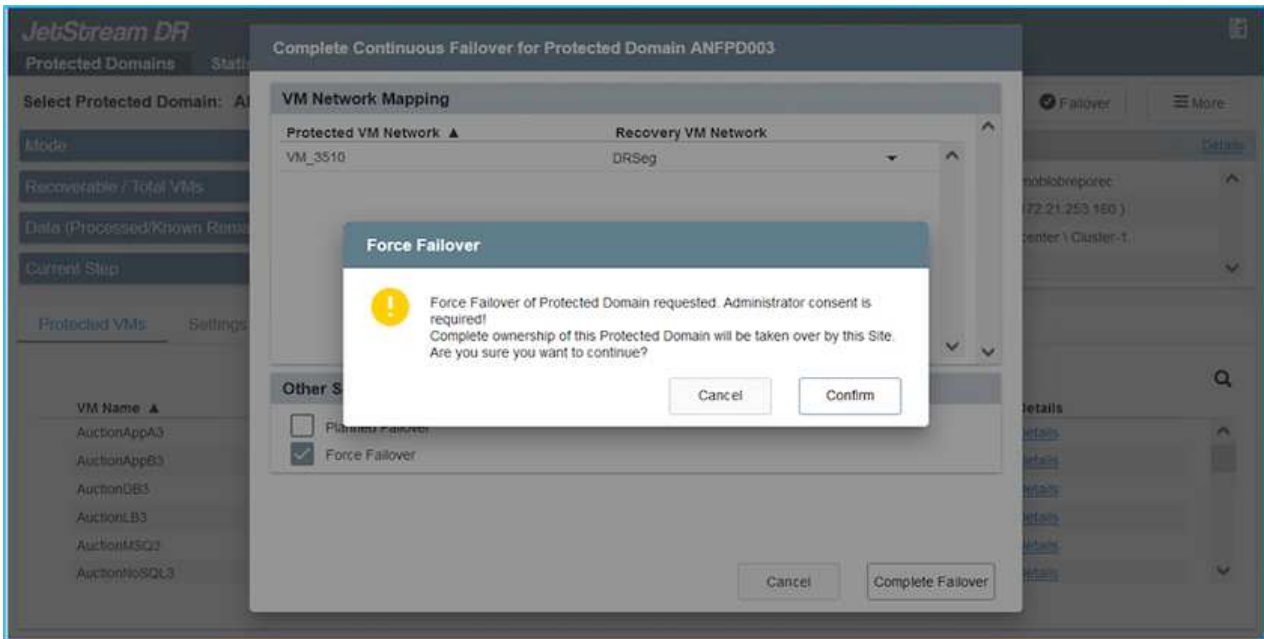 JetStream DR
Protected Domains
Complete Continuous Failover for Protected Domain ANFPD003
Select Protected Domain:
Failover
More
VM Network Mapping
Protected VM Network ▲ Recovery VM Network
VM_3510 DRSeg
Mode
Details
Recoverable / Total VMs
Data (Processed/Known
Current Step
172.21.253.160 )
\ Cluster-1
Force Failover
Force Failover of Protected Domain requested. Administrator consent is
required!
Complete ownership of this Protected Domain will be taken over by this Site.
Are you sure you want to continue?
Cancel Confirm
Protected VMs Settings
Other
Planned Failover
Force Failover
VM Name ▲
Details
AuctionAppA3
Details
AuctionAppB3
Details
AuctionDB3
Details
AuctionLB3
Details
AuctionMSQ3
Details
AuctionNoSQL3
Details
Cancel Complete Failover